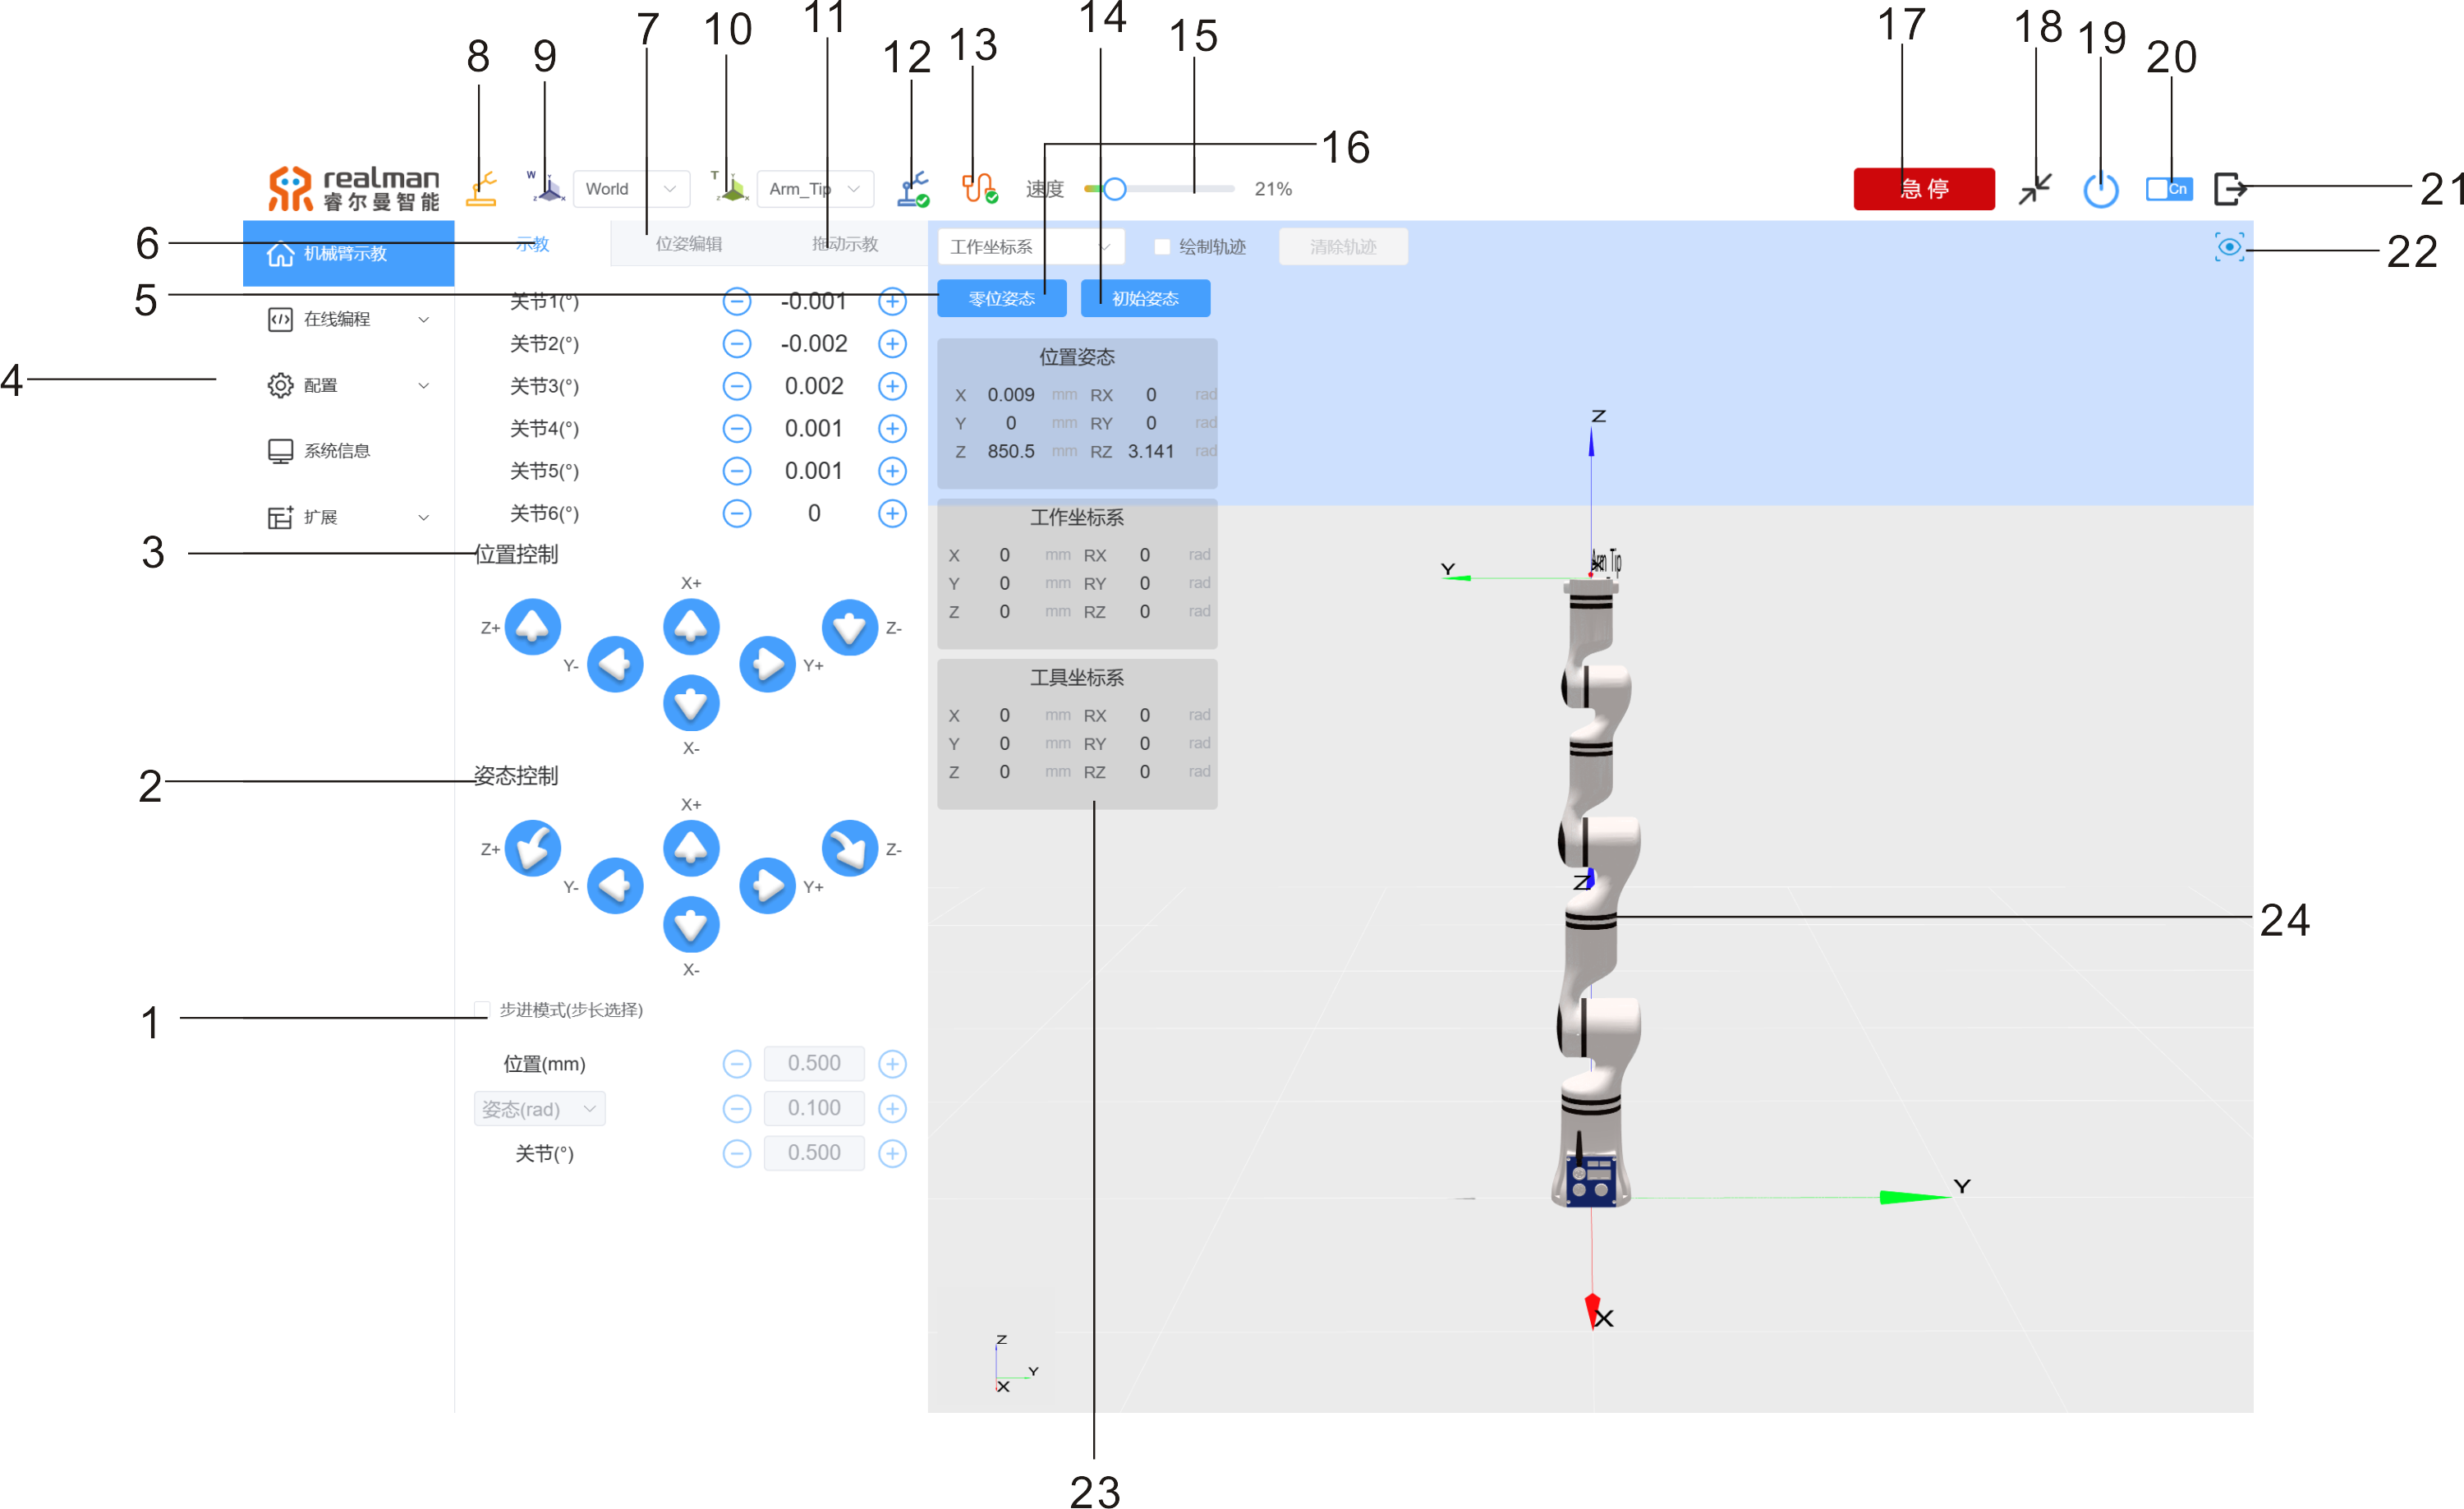 14
11
17
7
10
18
15
19
13
8
9
12
20
16
realman
睿尔曼智能
W
Y
Z
X
World
T
Y
Z
X
Arm_Tip
速度
21%
急停
Cn
21
6
机械臂示教
示教
位姿编辑
拖动示教
工作坐标系
绘制轨迹
清除轨迹
22
5
关节1(°)
-0.001
零位姿态
初始姿态
在线编程
关节2(°)
-0.002
位置姿态
4
配置
关节3(°)
0.002
X 0.009 mm RX 0 rad
关节4(°)
0.001
Y 0 mm RY 0 rad
系统信息
关节5(°)
0.001
Z 850.5 mm RZ 3.141 rad
扩展
关节6(°)
0
工作坐标系
X 0 mm RX 0 rad
Y 0 mm RY 0 rad
Z 0 mm RZ 0 rad
3
位置控制
X+
Z+
Z-
Y-
Y+
X-
工具坐标系
X 0 mm RX 0 rad
Y 0 mm RY 0 rad
Z 0 mm RZ 0 rad
2
姿态控制
X+
Z+
Z-
Y-
Y+
X-
1
步进模式(步长选择)
位置(mm)
0.500
姿态(rad)
0.100
关节(°)
0.500
Z
Arm_Tip
X
Y
Z
24
Y
X
Z
Y
X
23